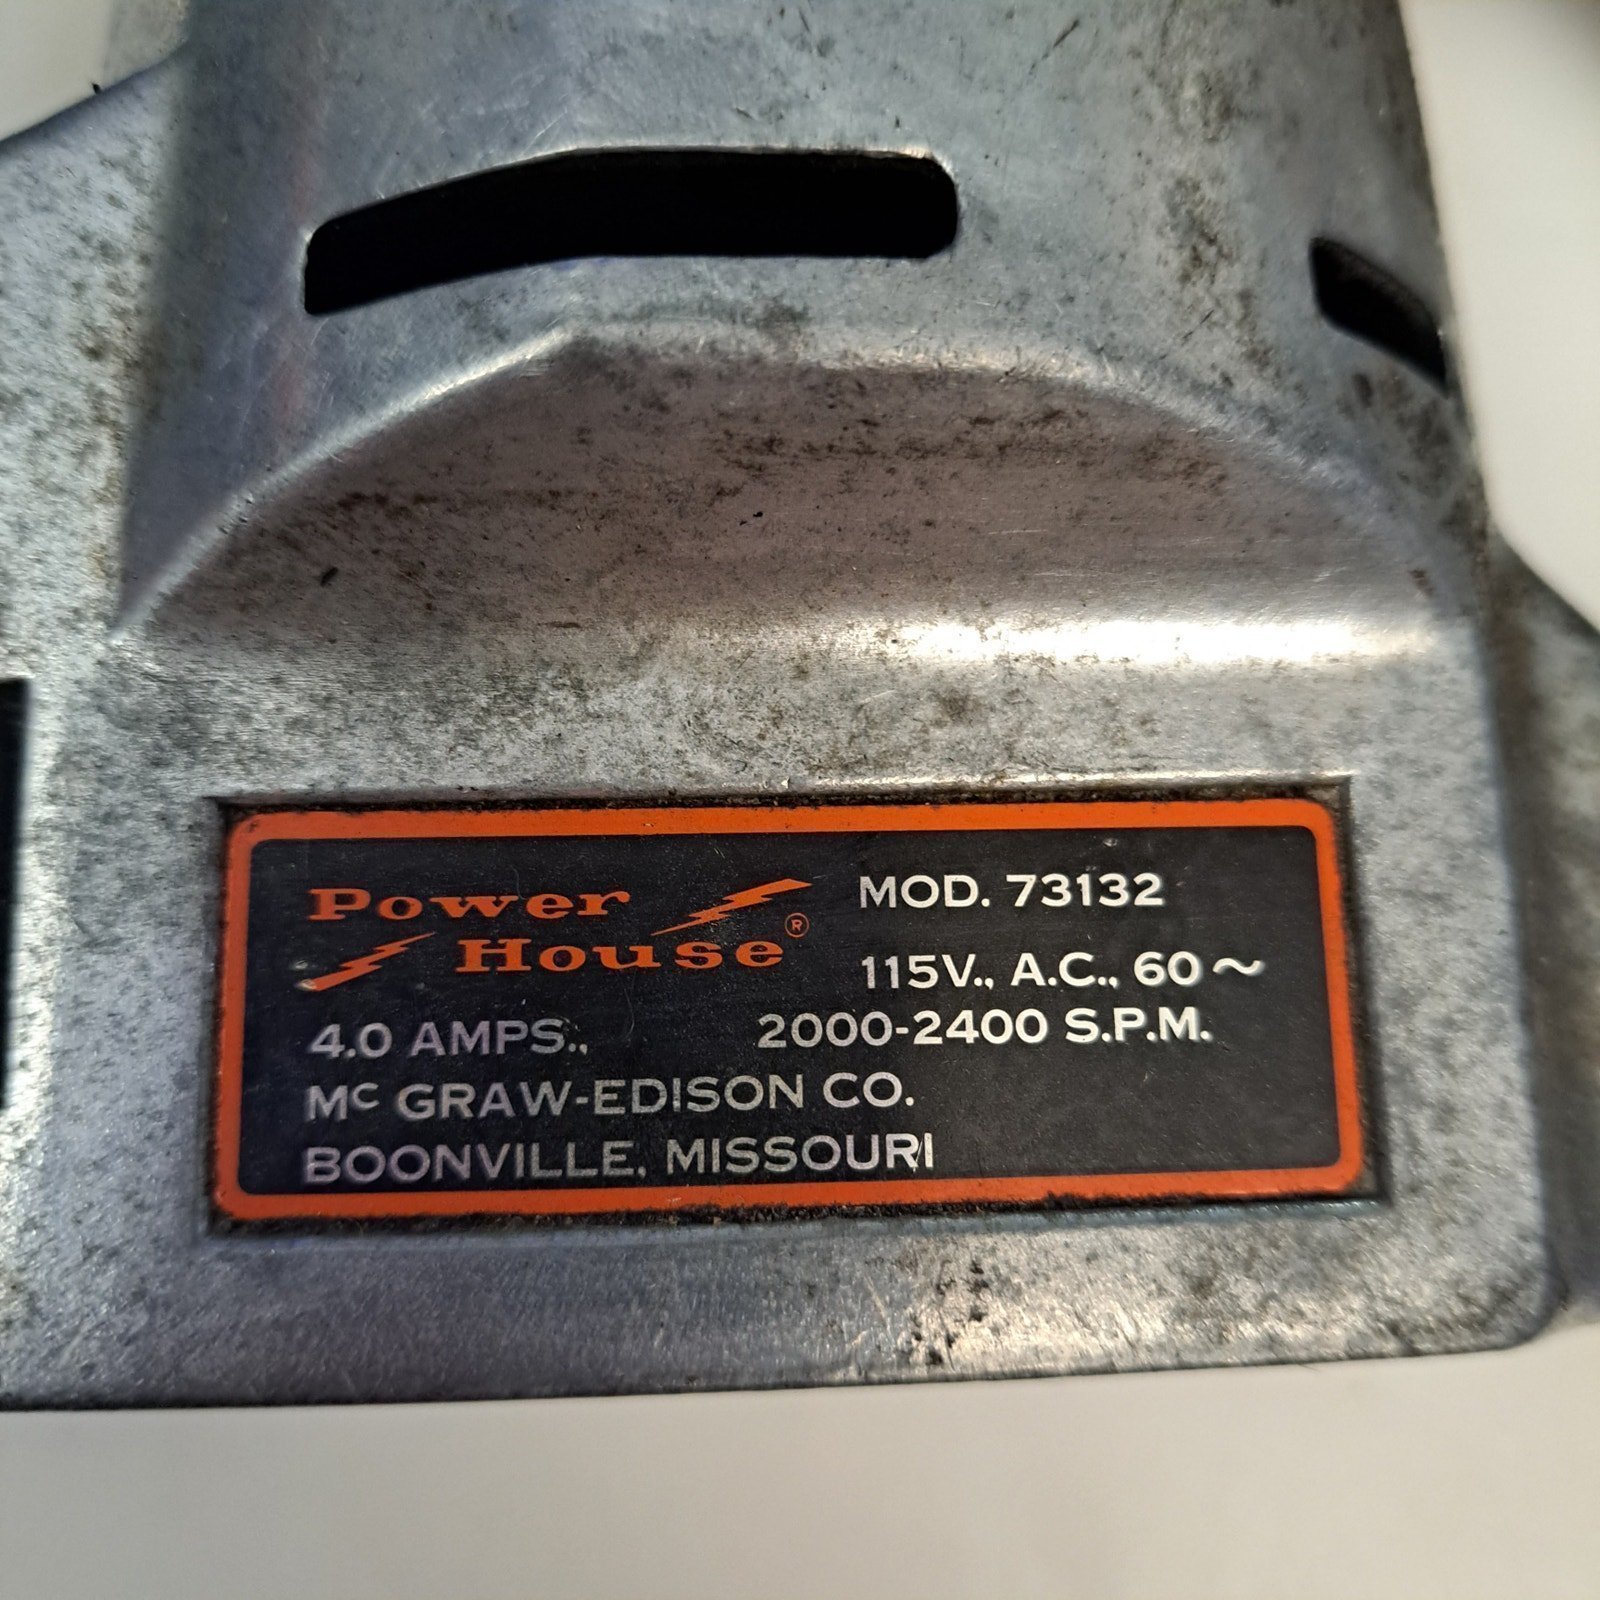 Power
House®
MOD. 73132
115V., A.C., 60~
4.0 AMPS., 2000-2400 S.P.M.
Mc GRAW-EDISON CO.
BOONVILLE, MISSOURI